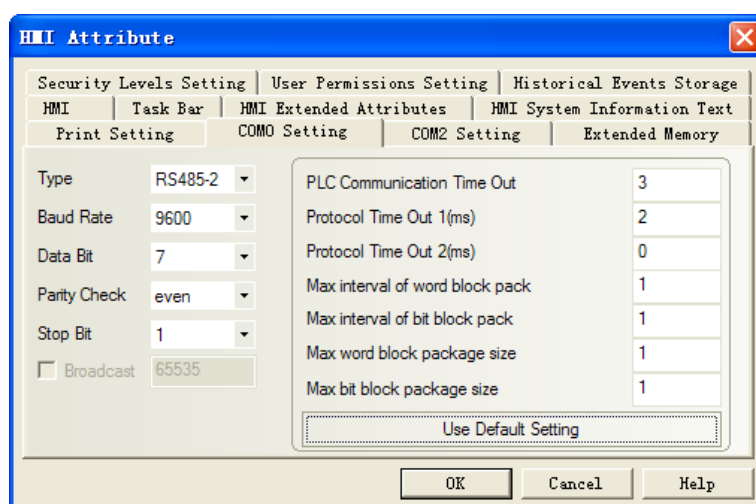 HMI Attribute
Security Levels Setting User Permissions Setting Historical Events Storage
HMI Task Bar HMI Extended Attributes HMI System Information Text
Print Setting COM0 Setting COM2 Setting Extended Memory
Type RS485-2
Baud Rate 9600
Data Bit 7
Parity Check even
Stop Bit 1
Broadcast 65535
PLC Communication Time Out 3
Protocol Time Out 1(ms) 2
Protocol Time Out 2(ms) 0
Max interval of word block pack 1
Max interval of bit block pack 1
Max word block package size 1
Max bit block package size 1
Use Default Setting
OK Cancel Help